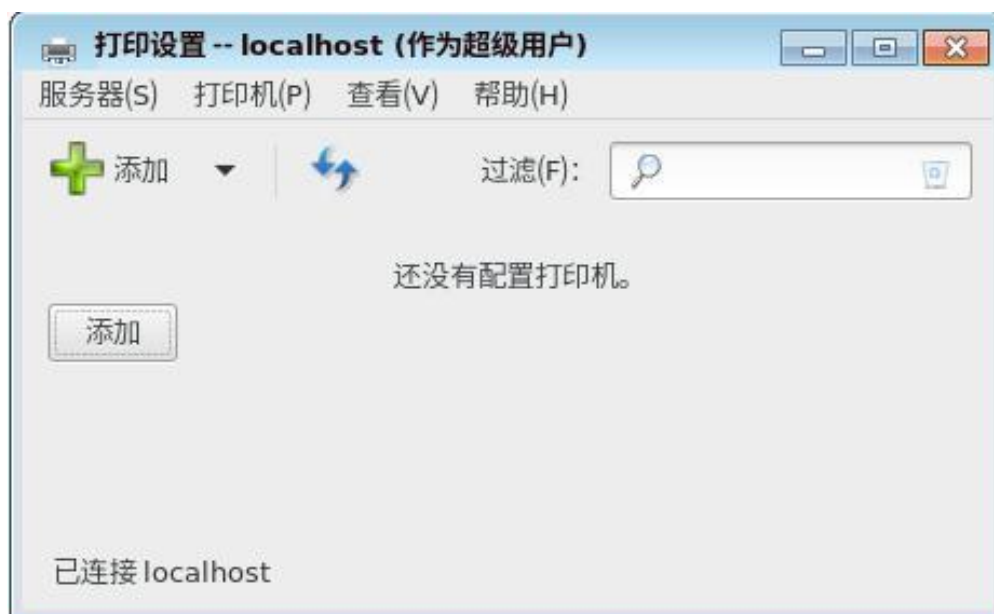 打印设置 -- localhost (作为超级用户)
服务器(S) 打印机(P) 查看(V) 帮助(H)
添加 过滤(F):
还没有配置打印机。
添加
已连接 localhost